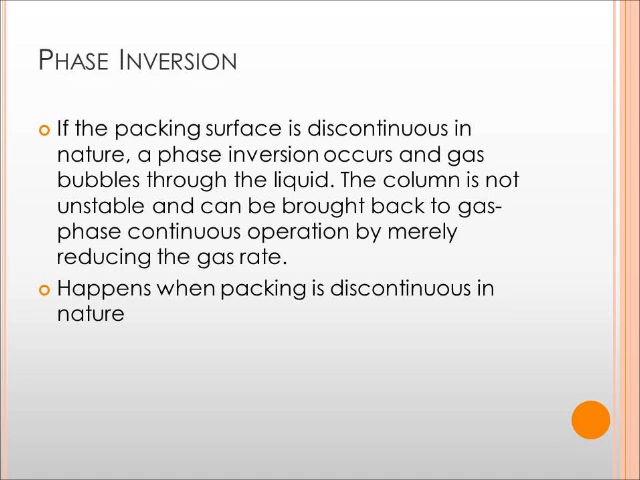 PHASE INVERSION
If the packing surface is discontinuous in
nature, a phase inversion occurs and gas
bubbles through the liquid. The column is not
unstable and can be brought back to gas-
phase continuous operation by merely
reducing the gas rate.
Happens when packing is discontinuous in
nature